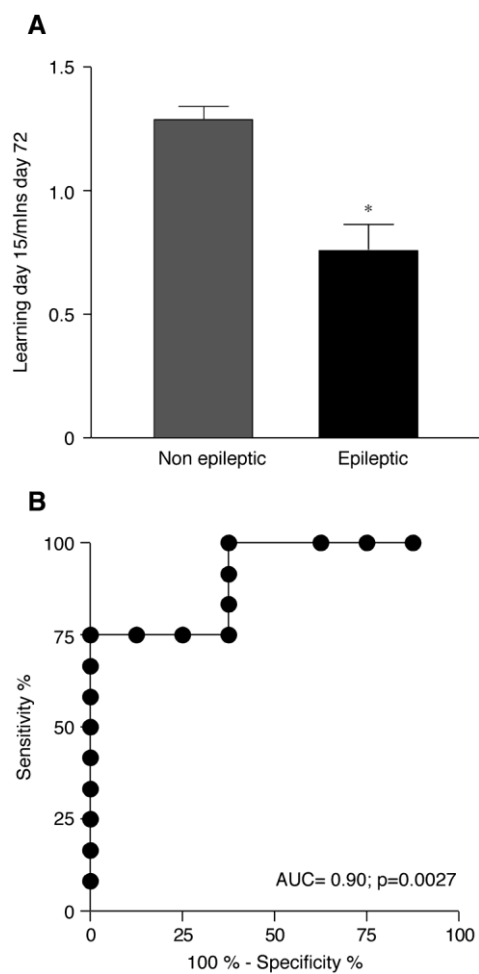 A
Learning day 15/mIns day 72
1.5
1.0
0.5
0
*
Non epileptic
Epileptic
B
Sensitivity %
100
75
50
25
0
AUC= 0.90; p=0.0027
0
25
50
75
100
100 % - Specificity %